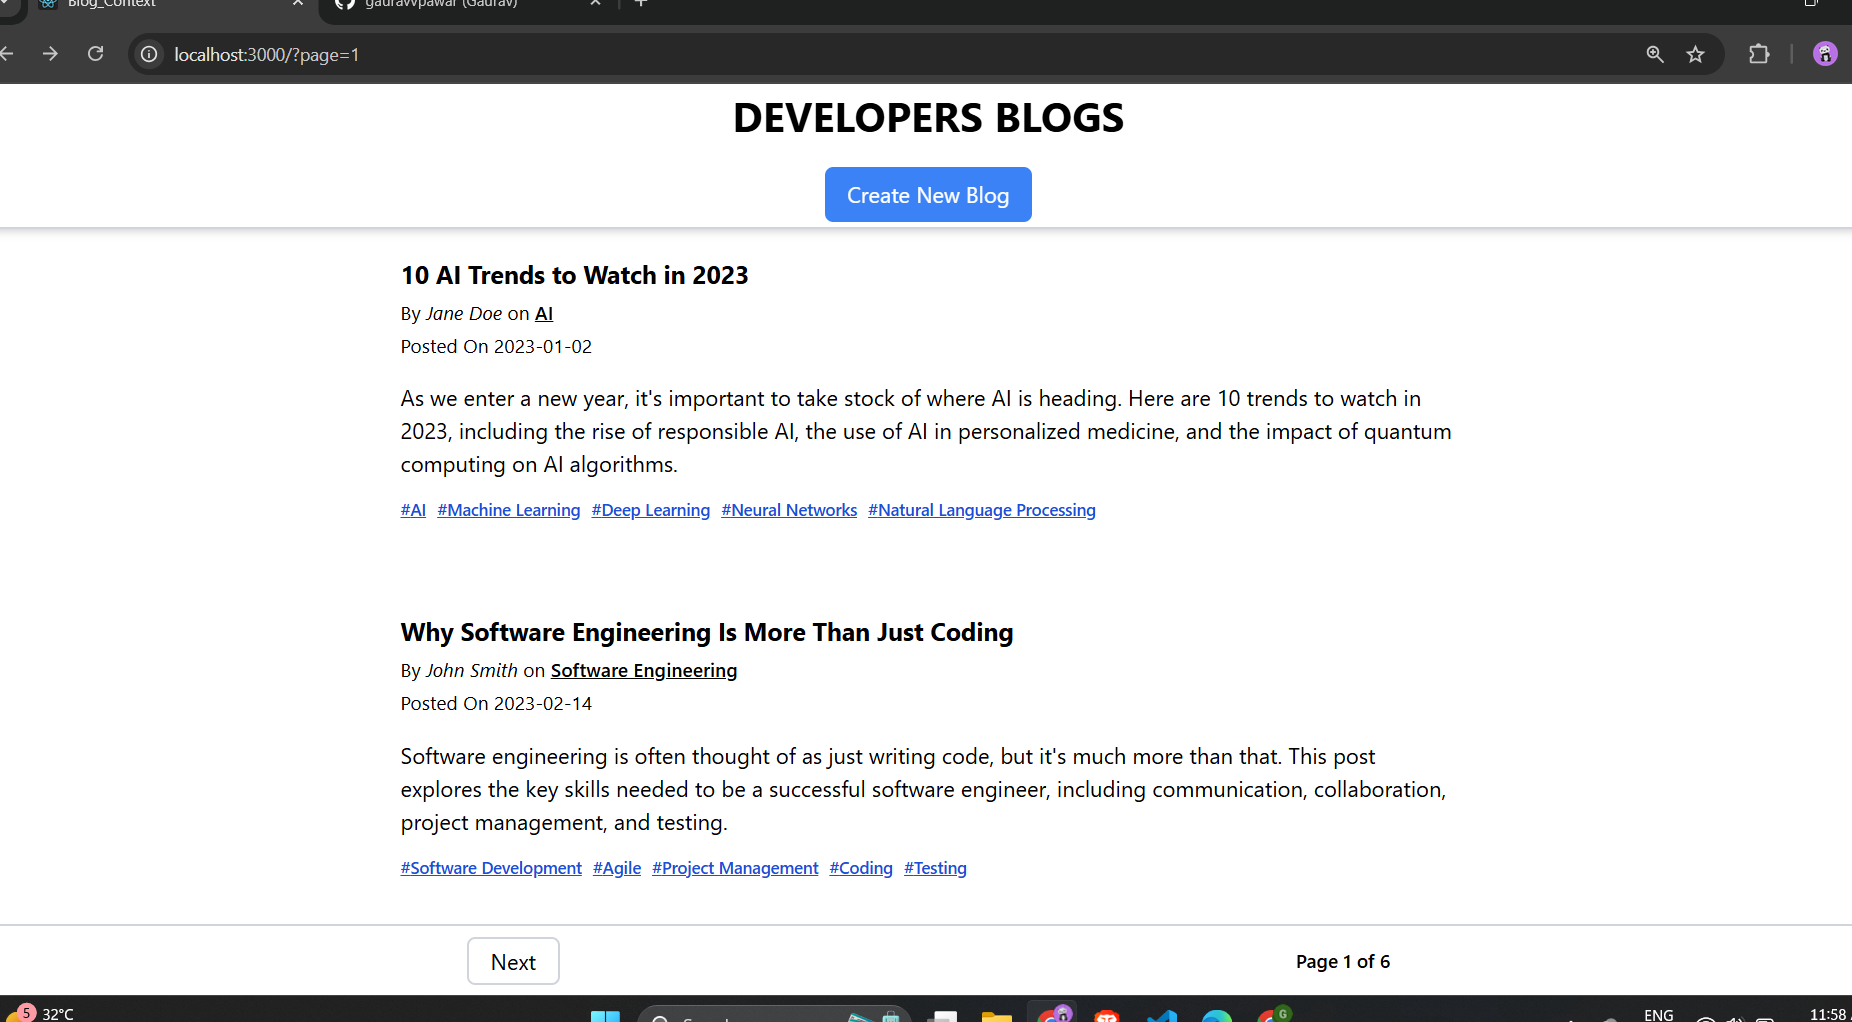 Blog_Context
gauravvpawar (Gaurav)
localhost:3000/?page=1
DEVELOPERS BLOGS
Create New Blog
10 AI Trends to Watch in 2023
By Jane Doe on AI
Posted On 2023-01-02
As we enter a new year, it's important to take stock of where AI is heading. Here are 10 trends to watch in
2023, including the rise of responsible AI, the use of AI in personalized medicine, and the impact of quantum
computing on AI algorithms.
#AI #Machine Learning #Deep Learning #Neural Networks #Natural Language Processing
Why Software Engineering Is More Than Just Coding
By John Smith on Software Engineering
Posted On 2023-02-14
Software engineering is often thought of as just writing code, but it's much more than that. This post
explores the key skills needed to be a successful software engineer, including communication, collaboration,
project management, and testing.
#Software Development #Agile #Project Management #Coding #Testing
Next
Page 1 of 6
5
32°C
G
ENG
11:58